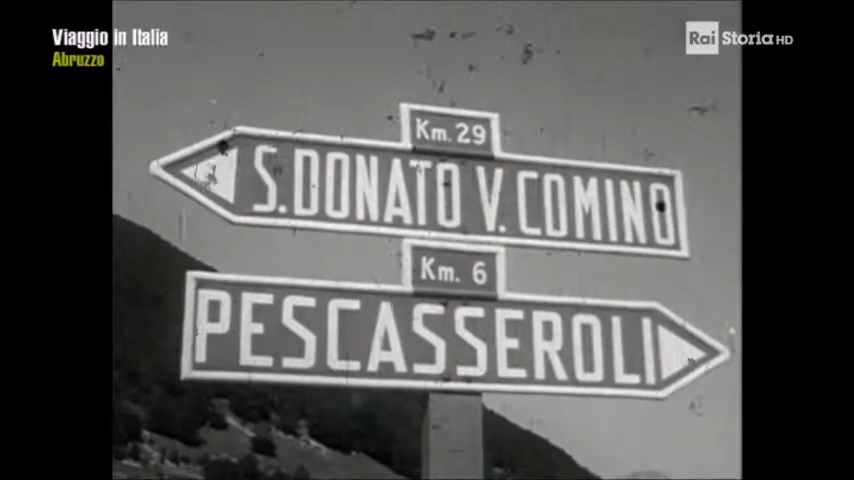 Viaggio in Italia
Abruzzo
Rai Storia HD
Km. 29
S. DONATO V. COMINO
Km. 6
PESCASSEROLI